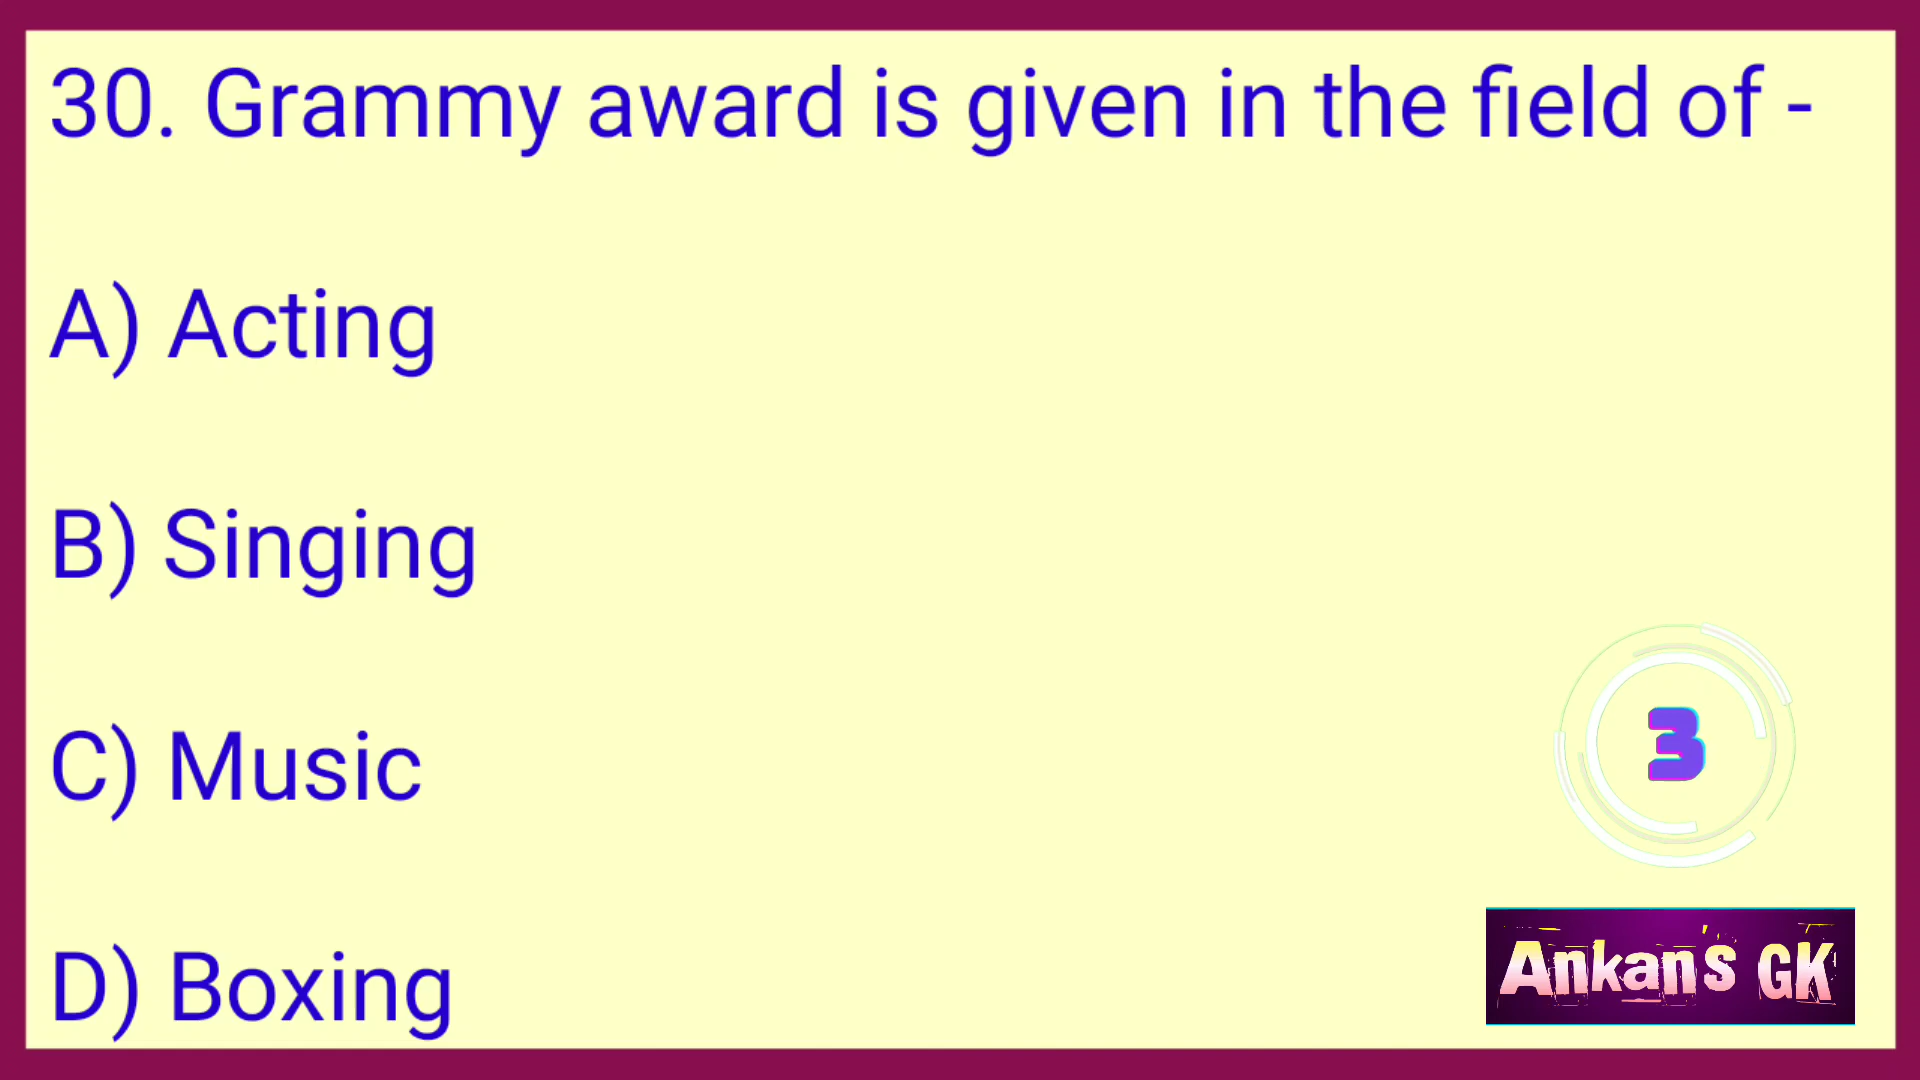 30. Grammy award is given in the field of -
A) Acting
B) Singing
C) Music
3
D) Boxing
Ankan's GK